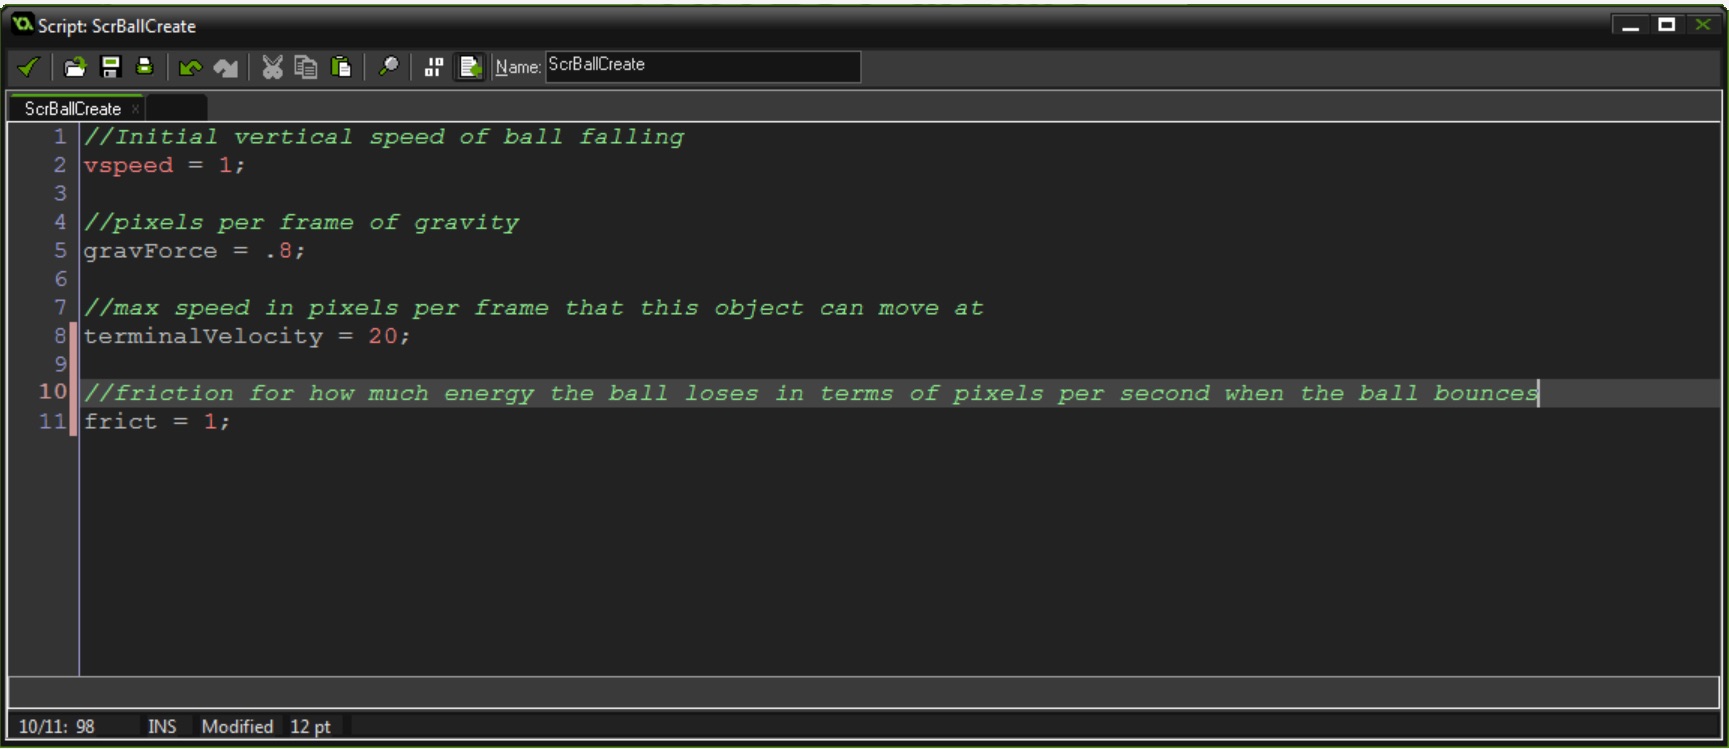 Script: ScrBallCreate
Name: ScrBallCreate
ScrBallCreate ×
1 //Initial vertical speed of ball falling
2 vspeed = 1;
3
4 //pixels per frame of gravity
5 gravForce = .8;
6
7 //max speed in pixels per frame that this object can move at
8 terminalVelocity = 20;
9
10 //friction for how much energy the ball loses in terms of pixels per second when the ball bounces
11 frict = 1;
10/11: 98 INS Modified 12 pt